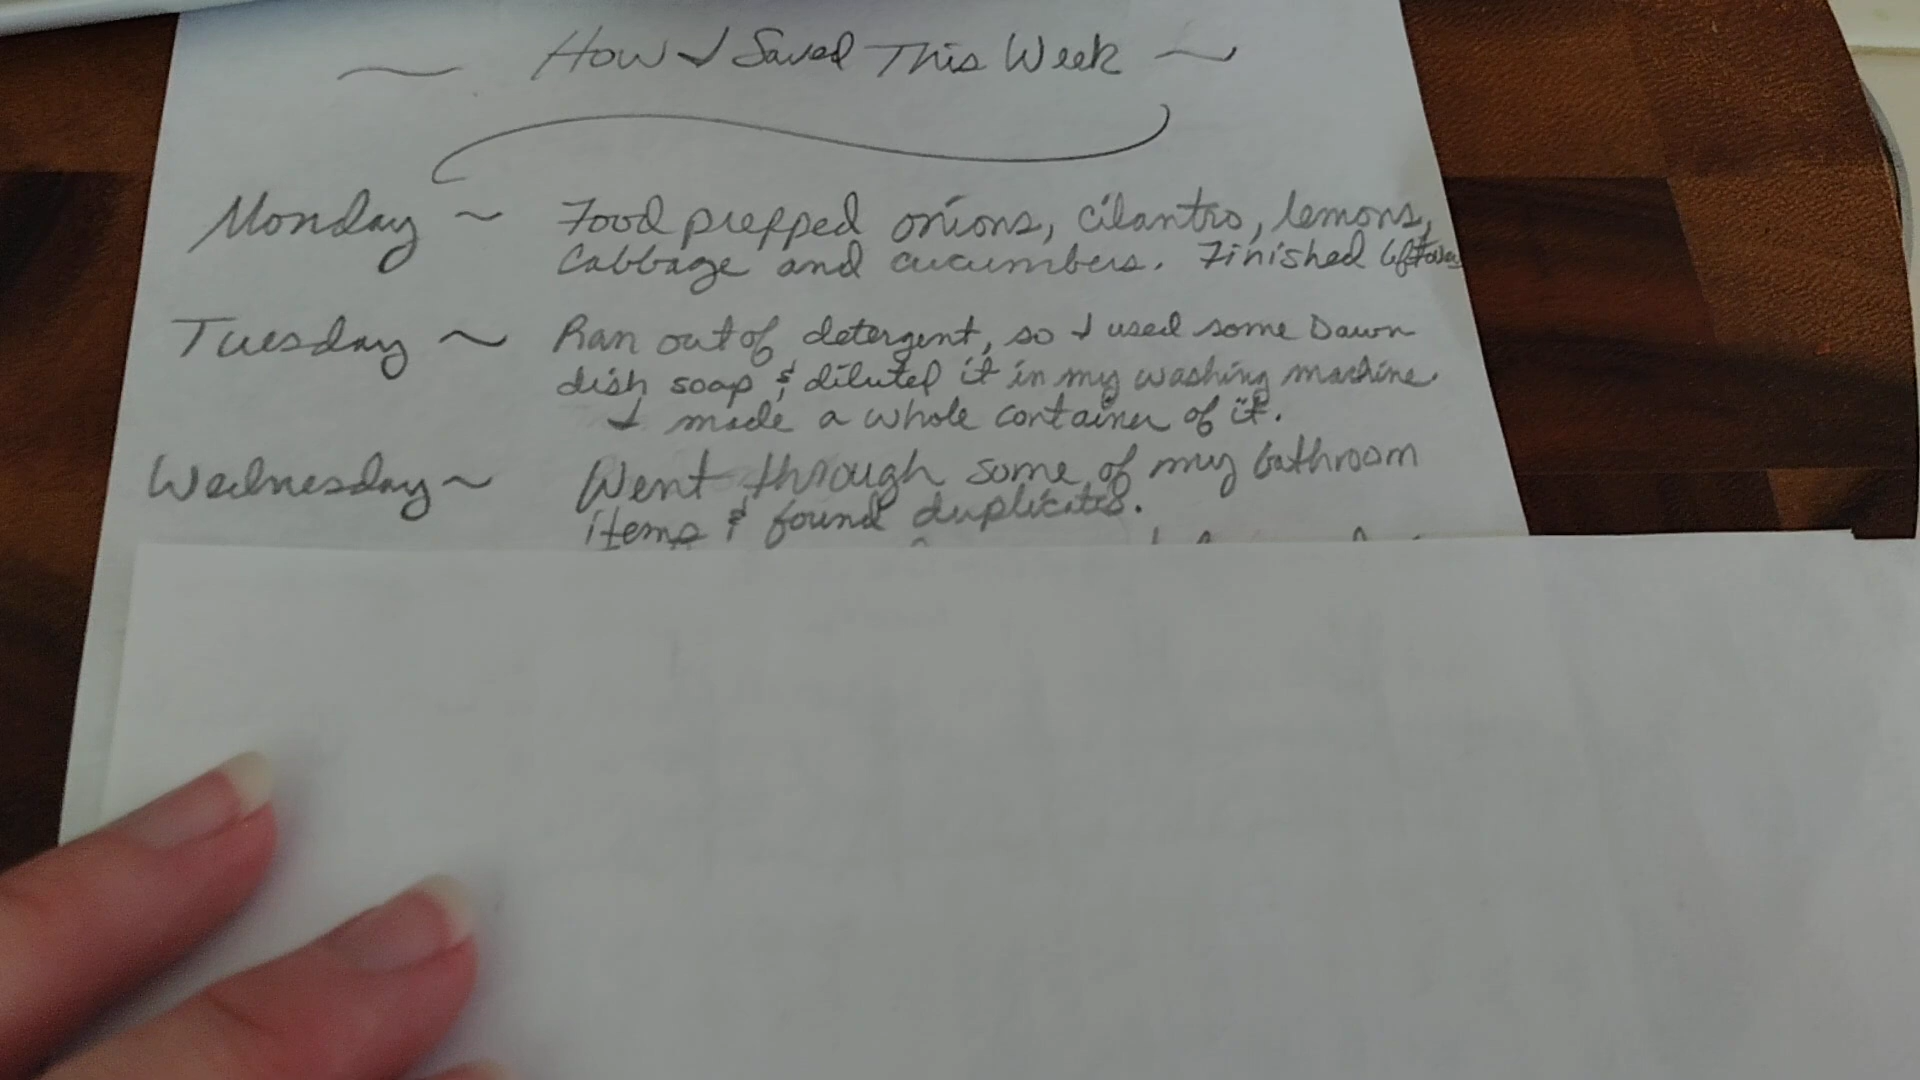 ~ How I Saved This Week ~
Monday ~ Food prepped onions, cilantro, lemons,
Cabbage and cucumbers. Finished leftovers
Tuesday ~ Ran out of detergent, so I used some Dawn
dish soap & diluted it in my washing machine.
I made a whole container of it.
Wednesday ~ Went through some of my bathroom
items & found duplicates.